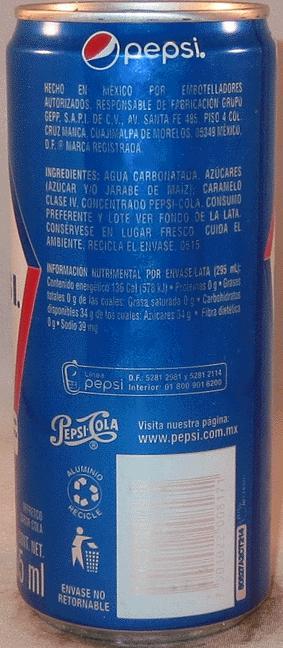 pepsi.
HECHO EN MÉXICO POR EMBOTELLADORES
AUTORIZADOS. RESPONSABLE DE FABRICACIÓN GRUPO
GEPP, S.A.P.I. DE C.V., AV. SANTA FE 485, PISO 4 COL.
CRUZ MANCA, CUAJIMALPA DE MORELOS, 05349 MÉXICO,
D.F. ® MARCA REGISTRADA.
INGREDIENTES: AGUA CARBONATADA, AZÚCARES
(AZÚCAR Y/O JARABE DE MAÍZ), CARAMELO
CLASE IV, CONCENTRADO PEPSI-COLA. CONSUMO
PREFERENTE Y LOTE VER FONDO DE LA LATA.
CONSÉRVESE EN LUGAR FRESCO CUIDA EL
AMBIENTE, RECICLA EL ENVASE. 0615
INFORMACIÓN NUTRIMENTAL POR ENVASE/LATA (295 mL):
Contenido energético 136 Cal (578 kJ) • Proteínas 0 g • Grasas
totales 0 g de las cuales: Grasa saturada 0 g • Carbohidratos
disponibles 34 g de los cuales: Azúcares 34 g • Fibra dietética
0 g • Sodio 39 mg
Línea pepsi
D.F.: 5281 2981 y 5281 2114
Interior: 01 800 901 6200
PEPSI-COLA ®
Visita nuestra página:
www.pepsi.com.mx
ALUMINIO
RECICLE
ENVASE NO
RETORNABLE
COLA
NT. NET.
5 ml